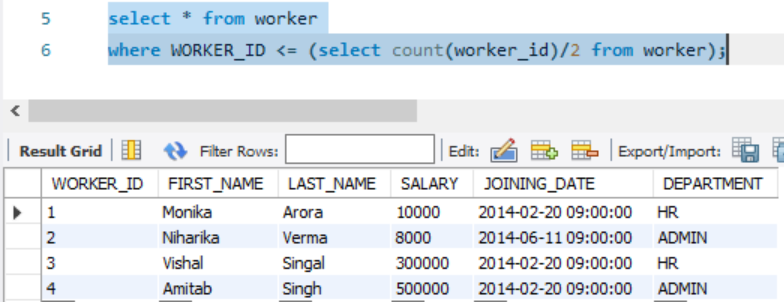 5 select * from worker
6 where WORKER_ID <= (select count(worker_id)/2 from worker);
Result Grid Filter Rows: Edit: Export/Import:
WORKER_ID FIRST_NAME LAST_NAME SALARY JOINING_DATE DEPARTMENT
1 Monika Arora 10000 2014-02-20 09:00:00 HR
2 Niharika Verma 8000 2014-06-11 09:00:00 ADMIN
3 Vishal Singal 300000 2014-02-20 09:00:00 HR
4 Amitab Singh 500000 2014-02-20 09:00:00 ADMIN